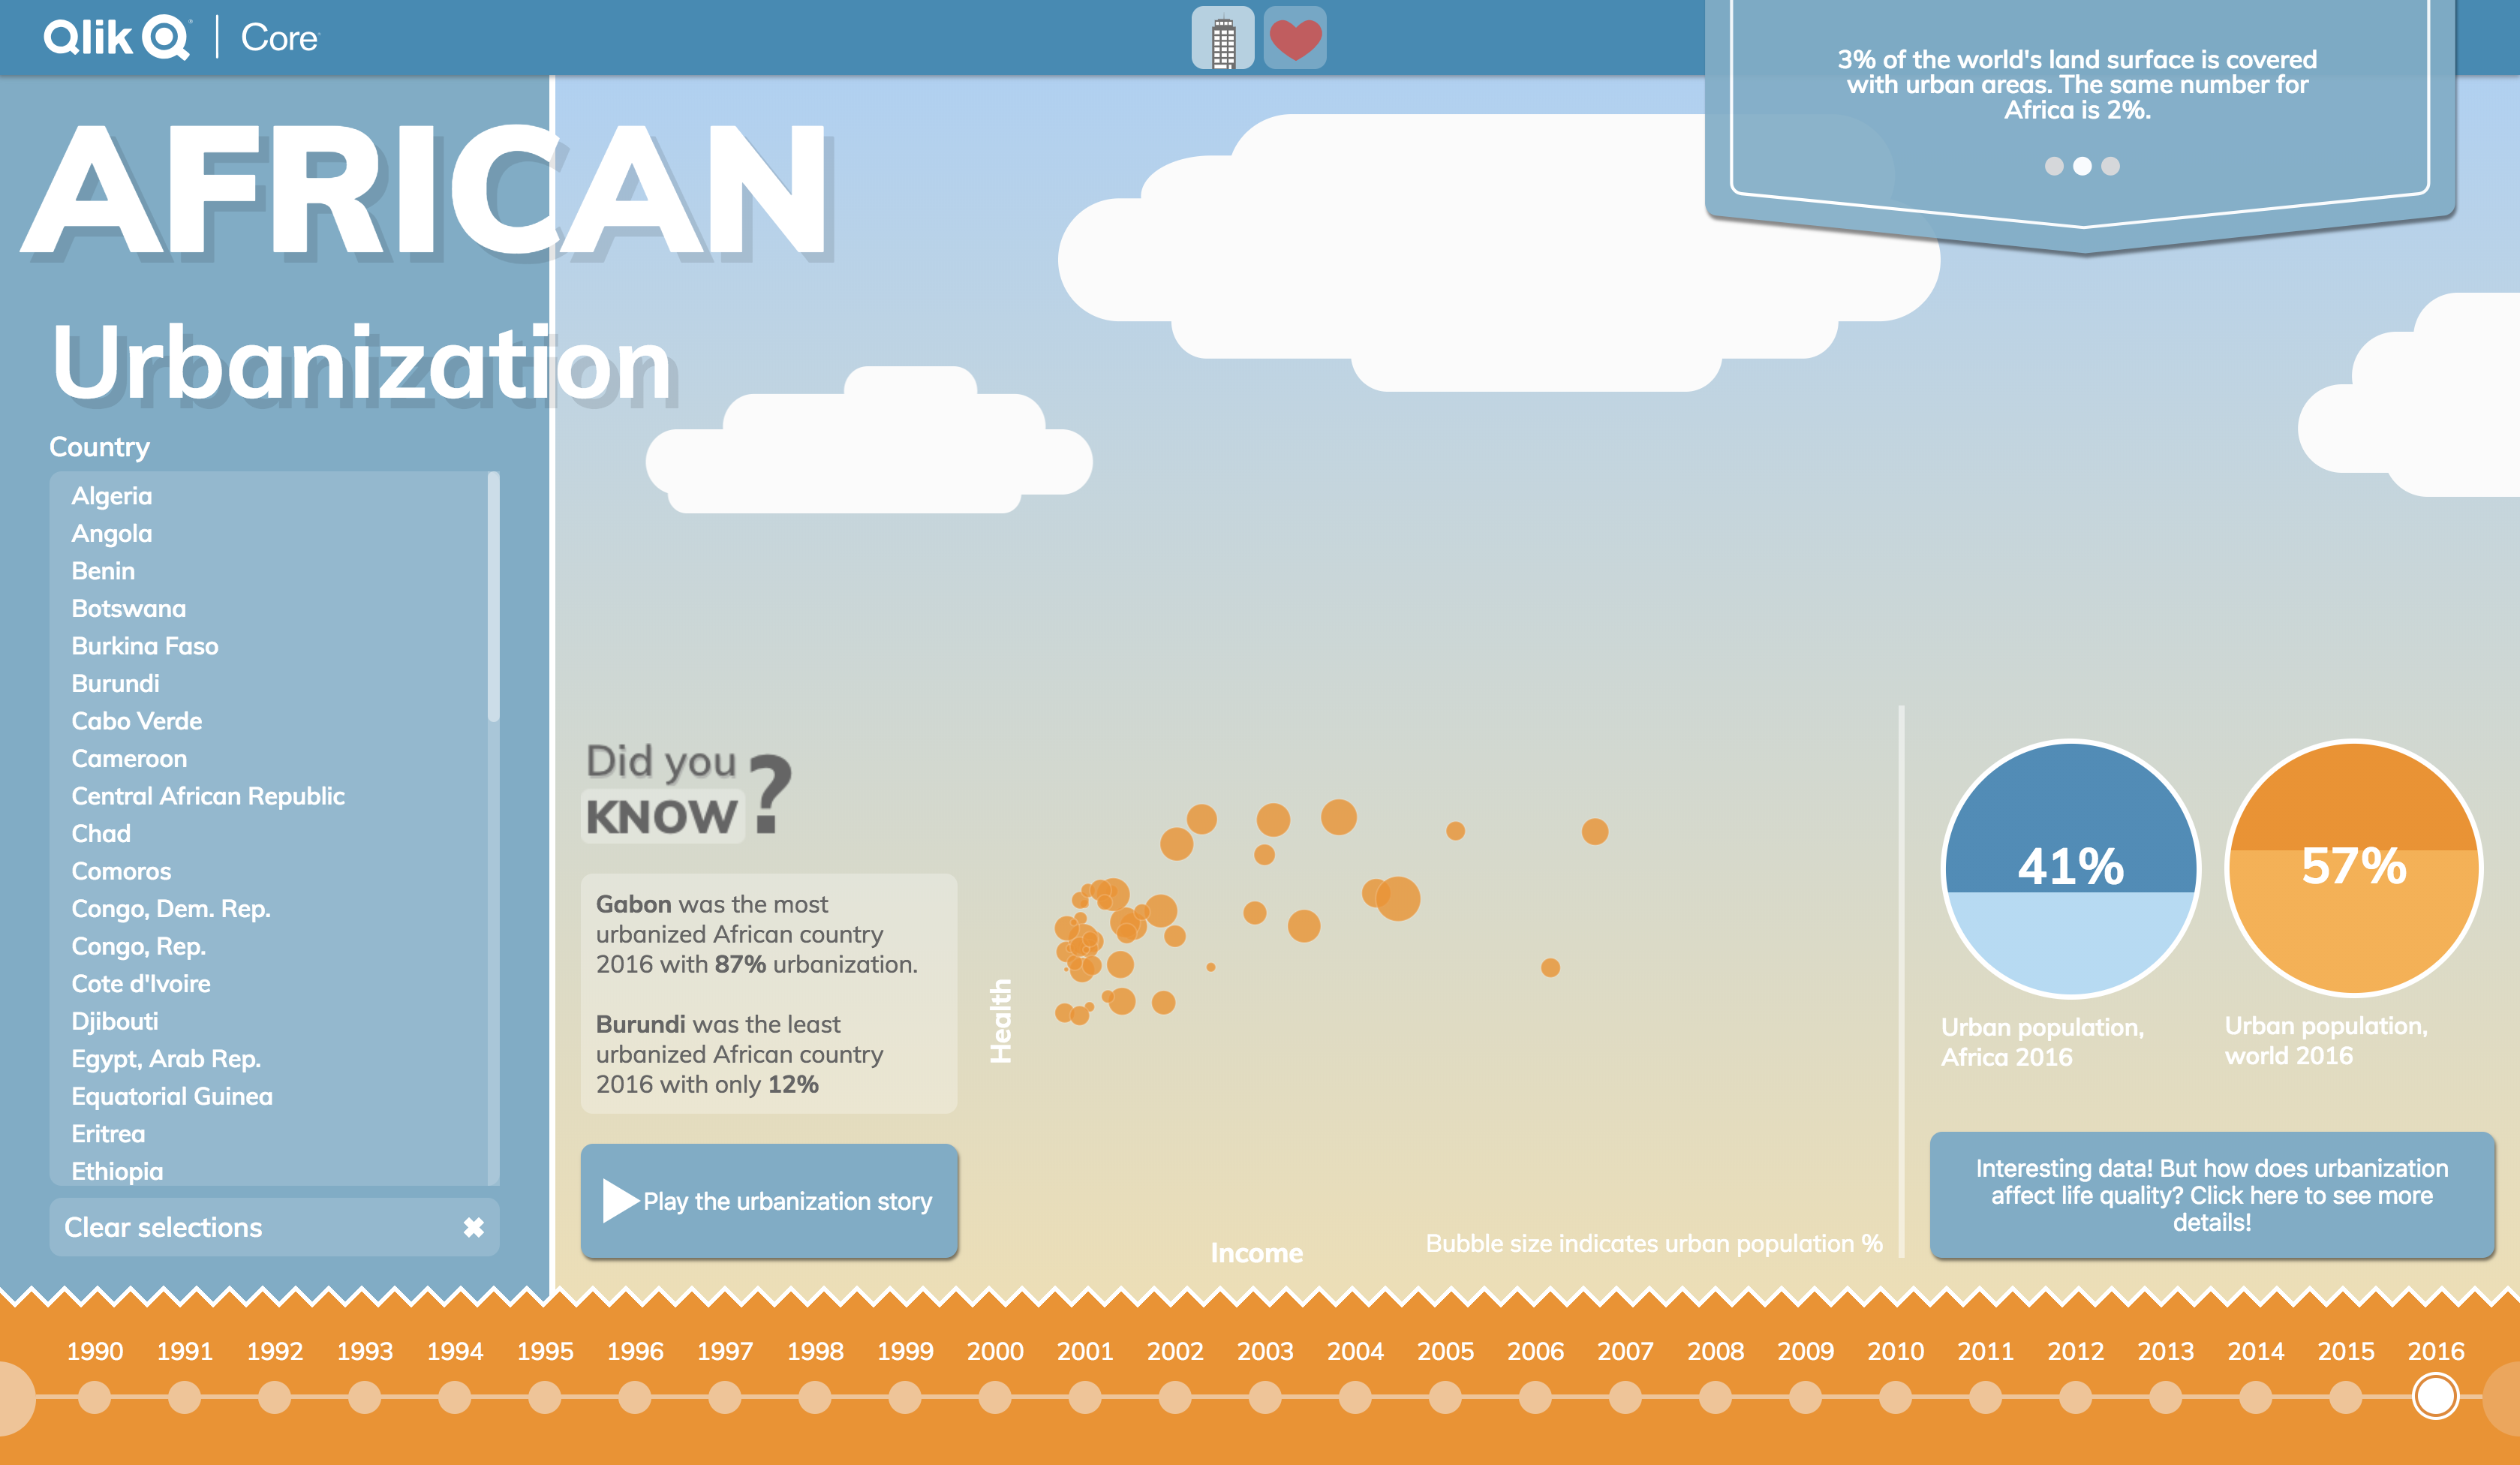 Qlik Q | Core
3% of the world's land surface is covered
with urban areas. The same number for
Africa is 2%.
AFRICAN
Urbanization
Country
Algeria
Angola
Benin
Botswana
Burkina Faso
Burundi
Cabo Verde
Cameroon
Central African Republic
Chad
Comoros
Congo, Dem. Rep.
Congo, Rep.
Cote d'Ivoire
Djibouti
Egypt, Arab Rep.
Equatorial Guinea
Eritrea
Ethiopia
Clear selections ✖
Did you
KNOW?
Gabon was the most
urbanized African country
2016 with 87% urbanization.
Burundi was the least
urbanized African country
2016 with only 12%
Play the urbanization story
Health
Income
Bubble size indicates urban population %
41%
Urban population,
Africa 2016
57%
Urban population,
world 2016
Interesting data! But how does urbanization
affect life quality? Click here to see more
details!
1990 1991 1992 1993 1994 1995 1996 1997 1998 1999 2000 2001 2002 2003 2004 2005 2006 2007 2008 2009 2010 2011 2012 2013 2014 2015 2016